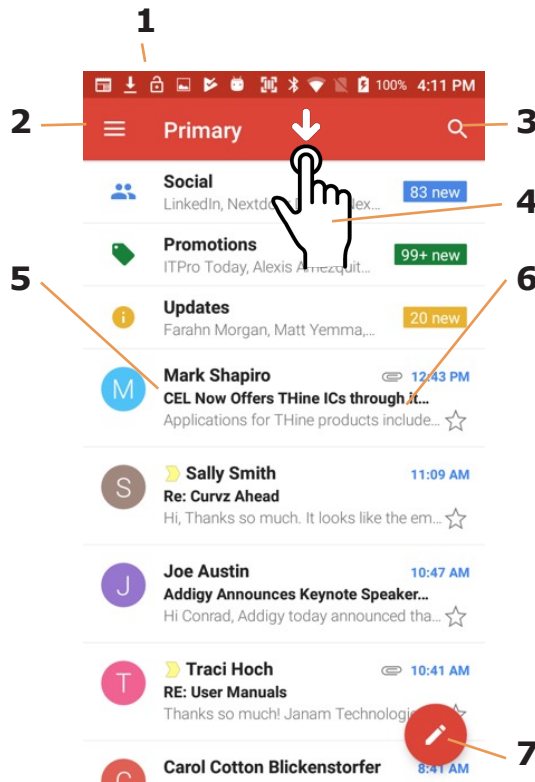 1
100% 4:11 PM
2
Primary
3
Social
83 new
LinkedIn, Nextdoor
4
Promotions
99+ new
ITPro Today, Alexis Amezquit...
5
6
Updates
20 new
Farahn Morgan, Matt Yemma,...
M
Mark Shapiro
12:43 PM
CEL Now Offers THine ICs through it...
Applications for THine products include...
S
Sally Smith
11:09 AM
Re: Curvz Ahead
Hi, Thanks so much. It looks like the em...
J
Joe Austin
10:47 AM
Addigy Announces Keynote Speaker...
Hi Conrad, Addigy today announced tha...
T
Traci Hoch
10:41 AM
RE: User Manuals
Thanks so much! Janam Technologi
7
C
Carol Cotton Blickenstorfer
8:41 AM